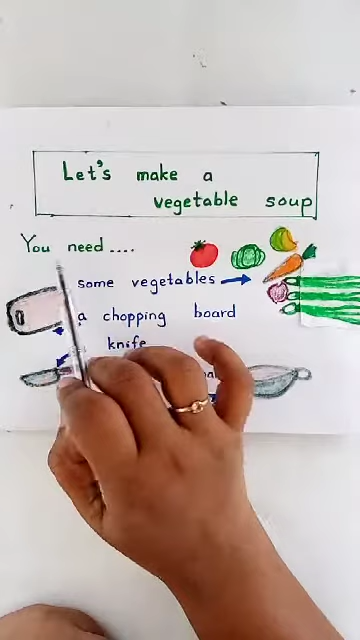 Let's make a
vegetable soup
You need ....
some vegetables
a chopping board
knife